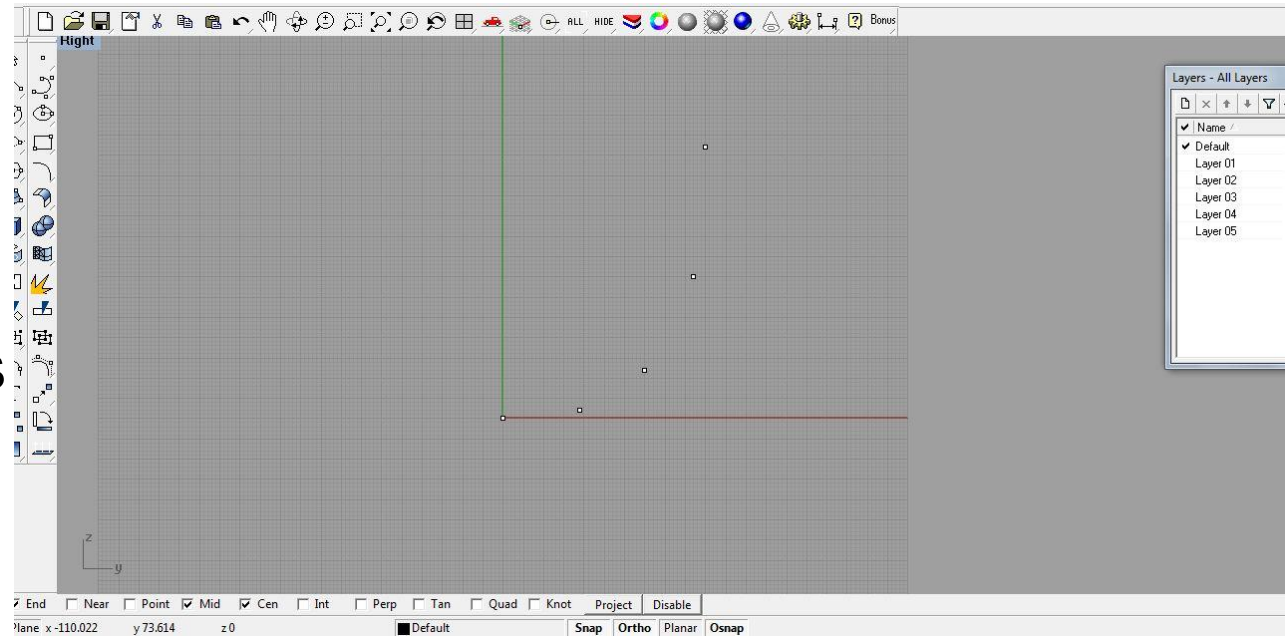 ALL HIDE Bonus
Right
Layers - All Layers
Name
Default
Layer 01
Layer 02
Layer 03
Layer 04
Layer 05
s
z
y
End Near Point Mid Cen Int Perp Tan Quad Knot Project Disable
Plane x -110.022 y 73.614 z 0 Default Snap Ortho Planar Osnap